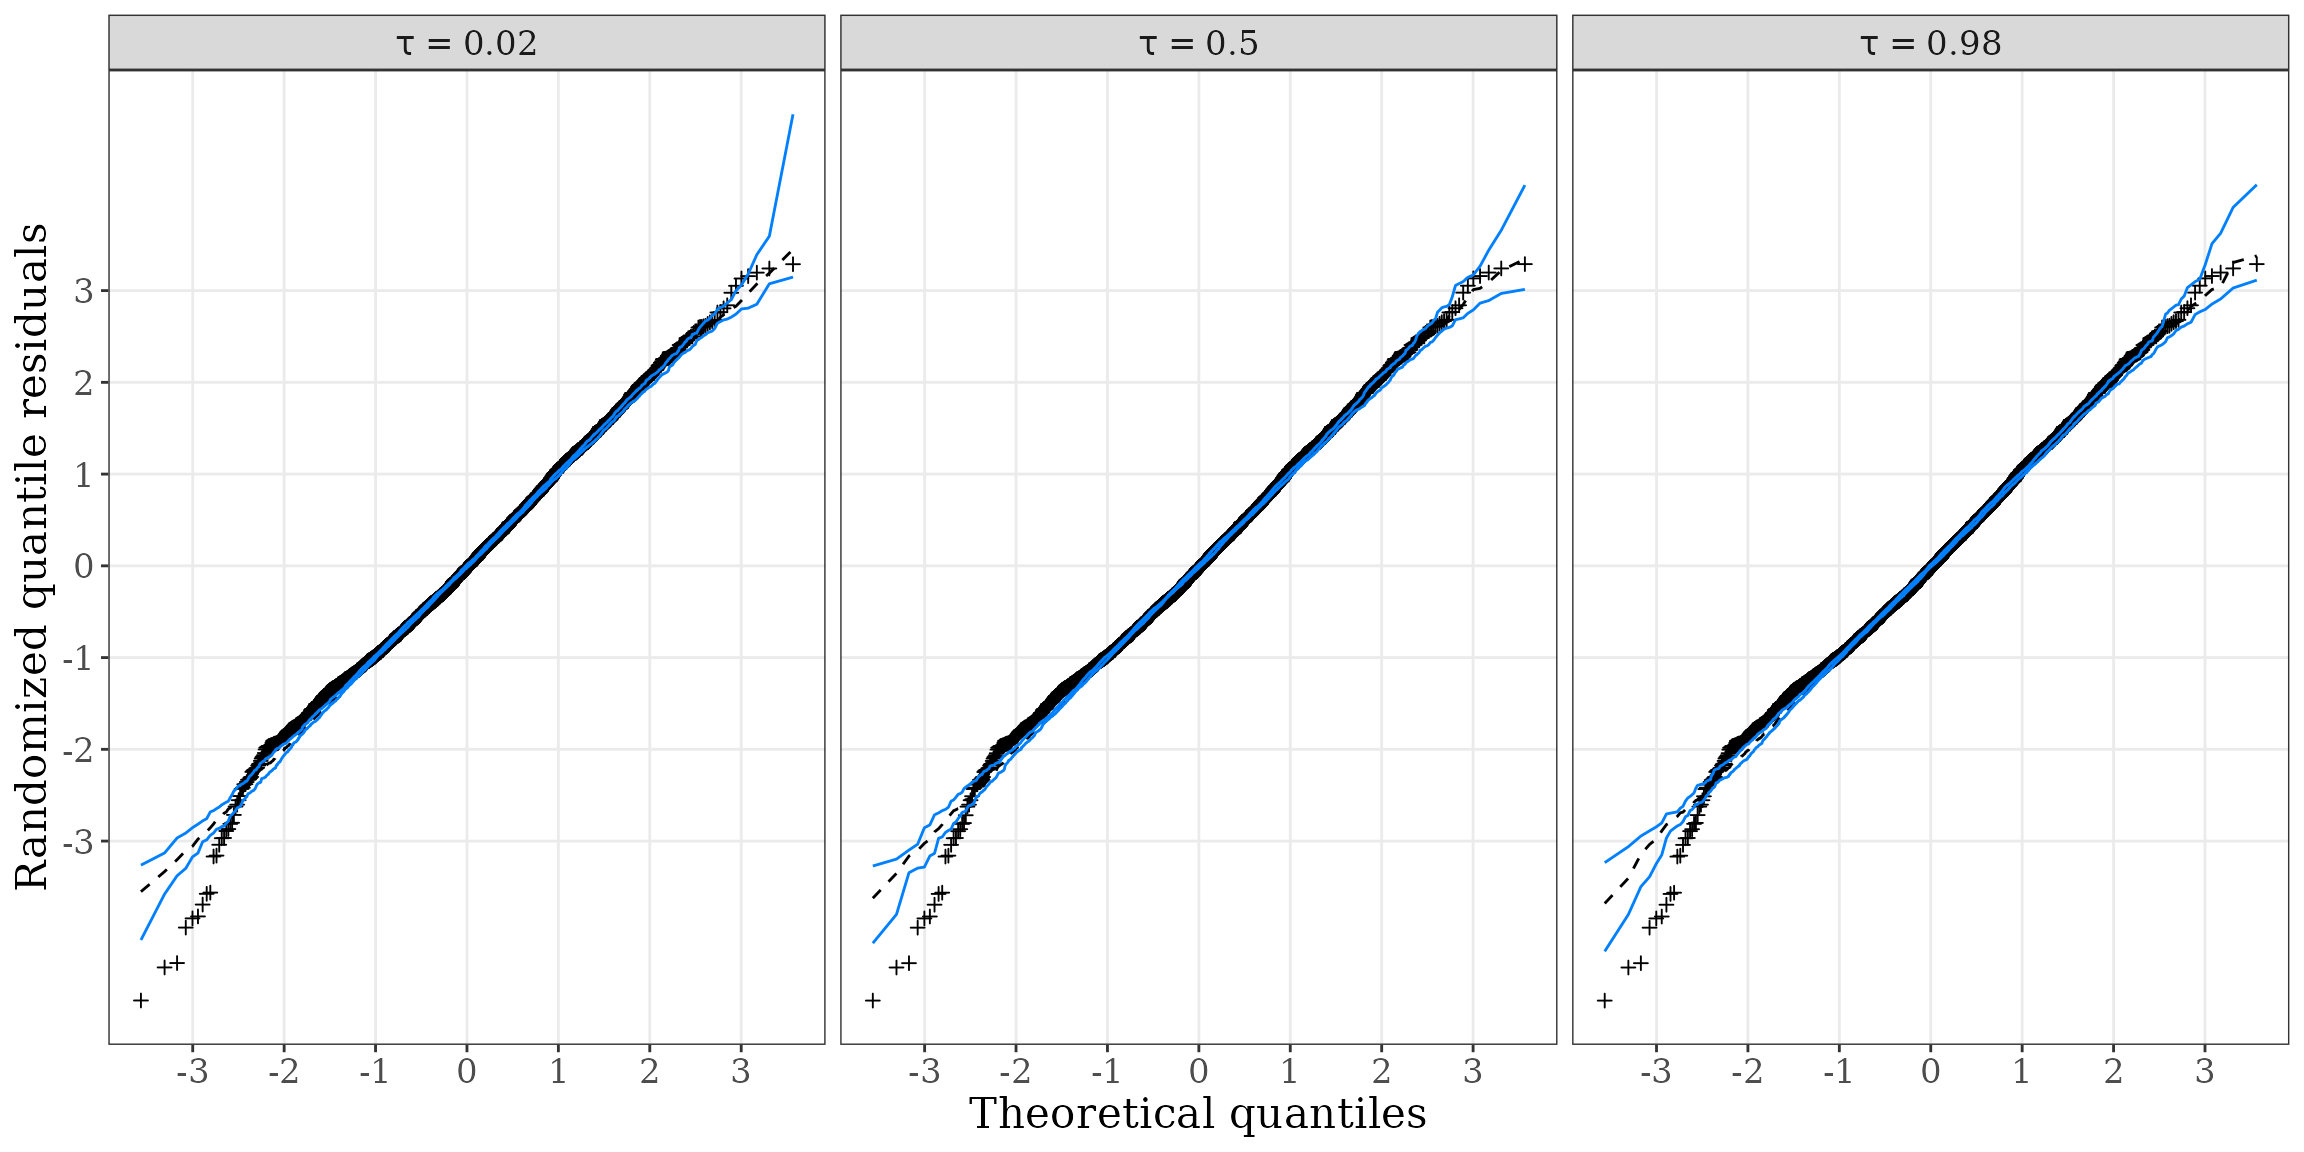 τ = 0.02
τ = 0.5
τ = 0.98
Randomized quantile residuals
3
2
1
0
-1
-2
-3
-3 -2 -1 0 1 2 3
-3 -2 -1 0 1 2 3
-3 -2 -1 0 1 2 3
Theoretical quantiles